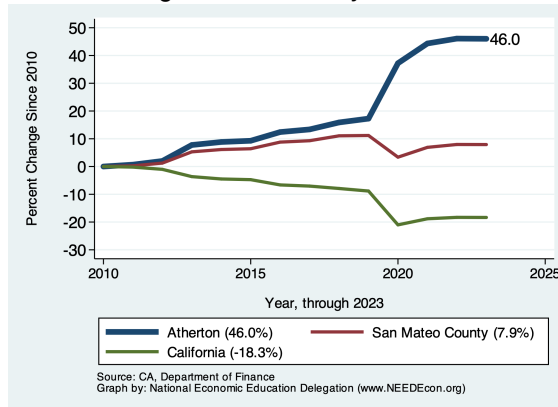 50
40
30
20
10
0
-10
-20
-30
Percent Change Since 2010
46.0
2010
2015
2020
2025
Year, through 2023
Atherton (46.0%)
San Mateo County (7.9%)
California (-18.3%)
Source: CA, Department of Finance
Graph by: National Economic Education Delegation (www.NEEDEcon.org)